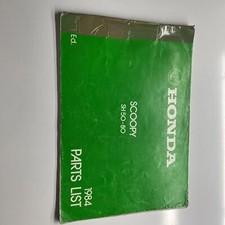 HONDA
SCOOPY
SH50·80
1984
PARTS LIST
Ed.